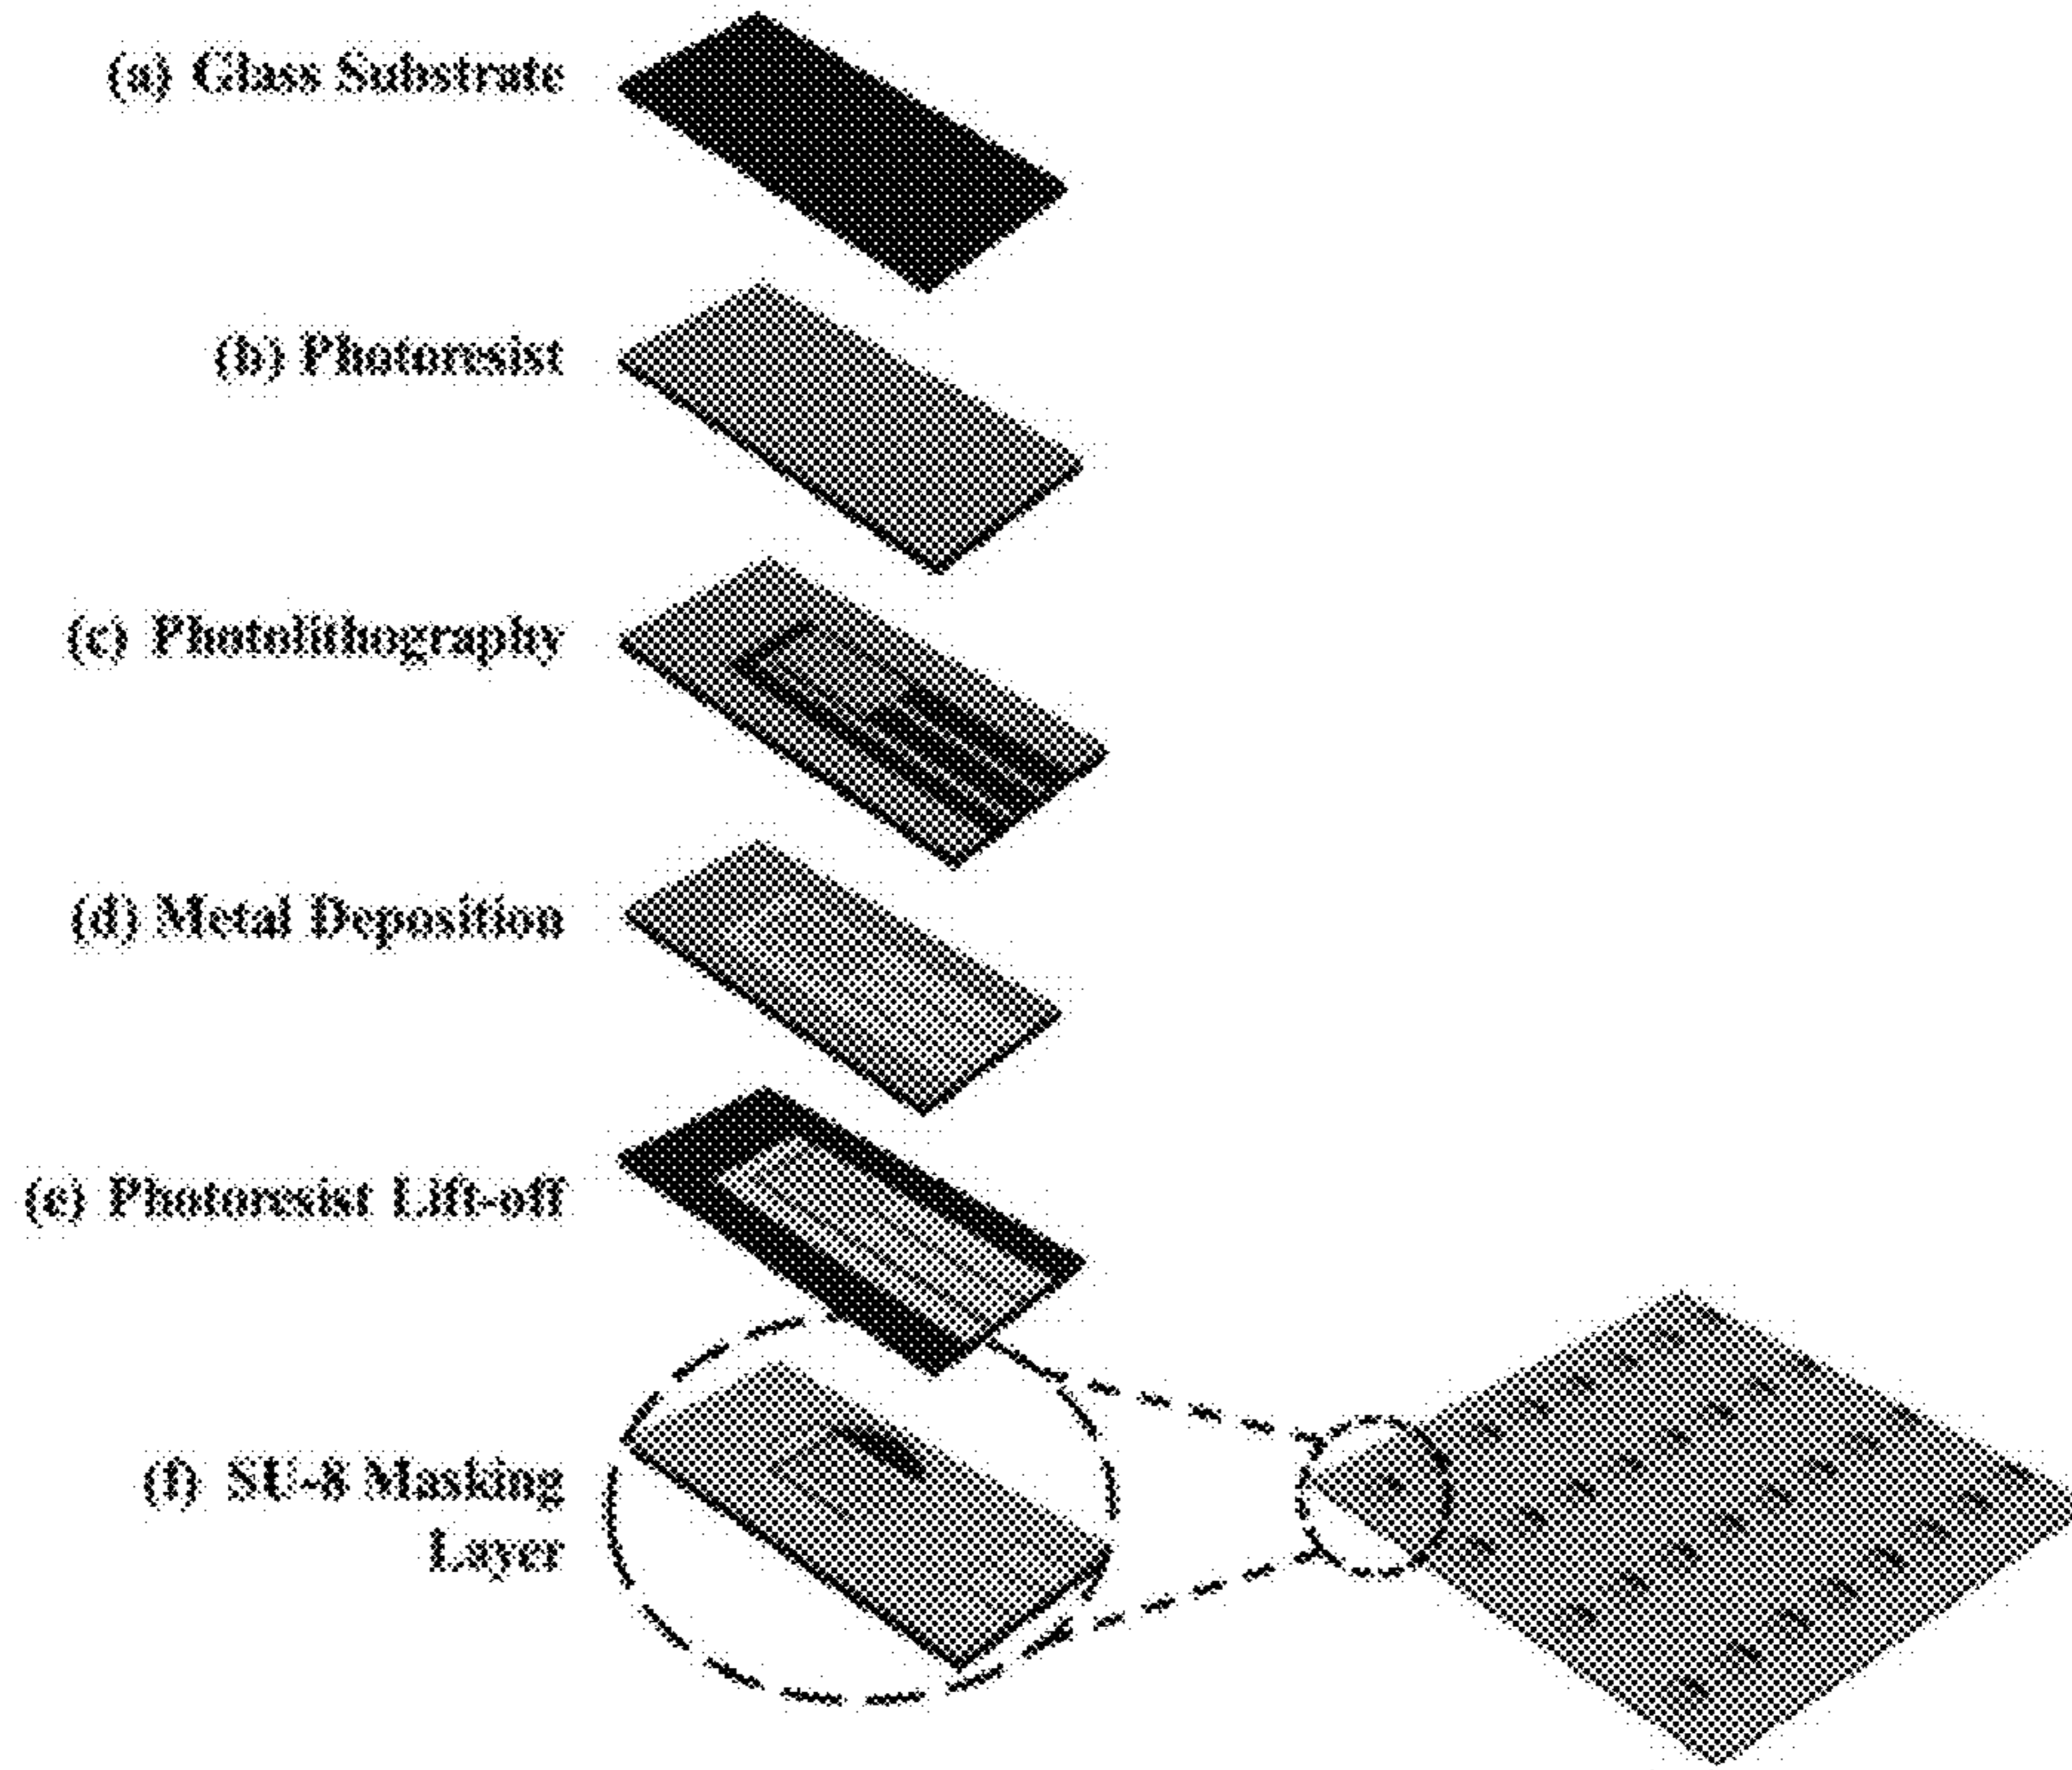 (a) Glass Substrate
(b) Photoresist
(c) Photolithography
(d) Metal Deposition
(e) Photoresist Lift-off
(f) SU-8 Masking
Layer